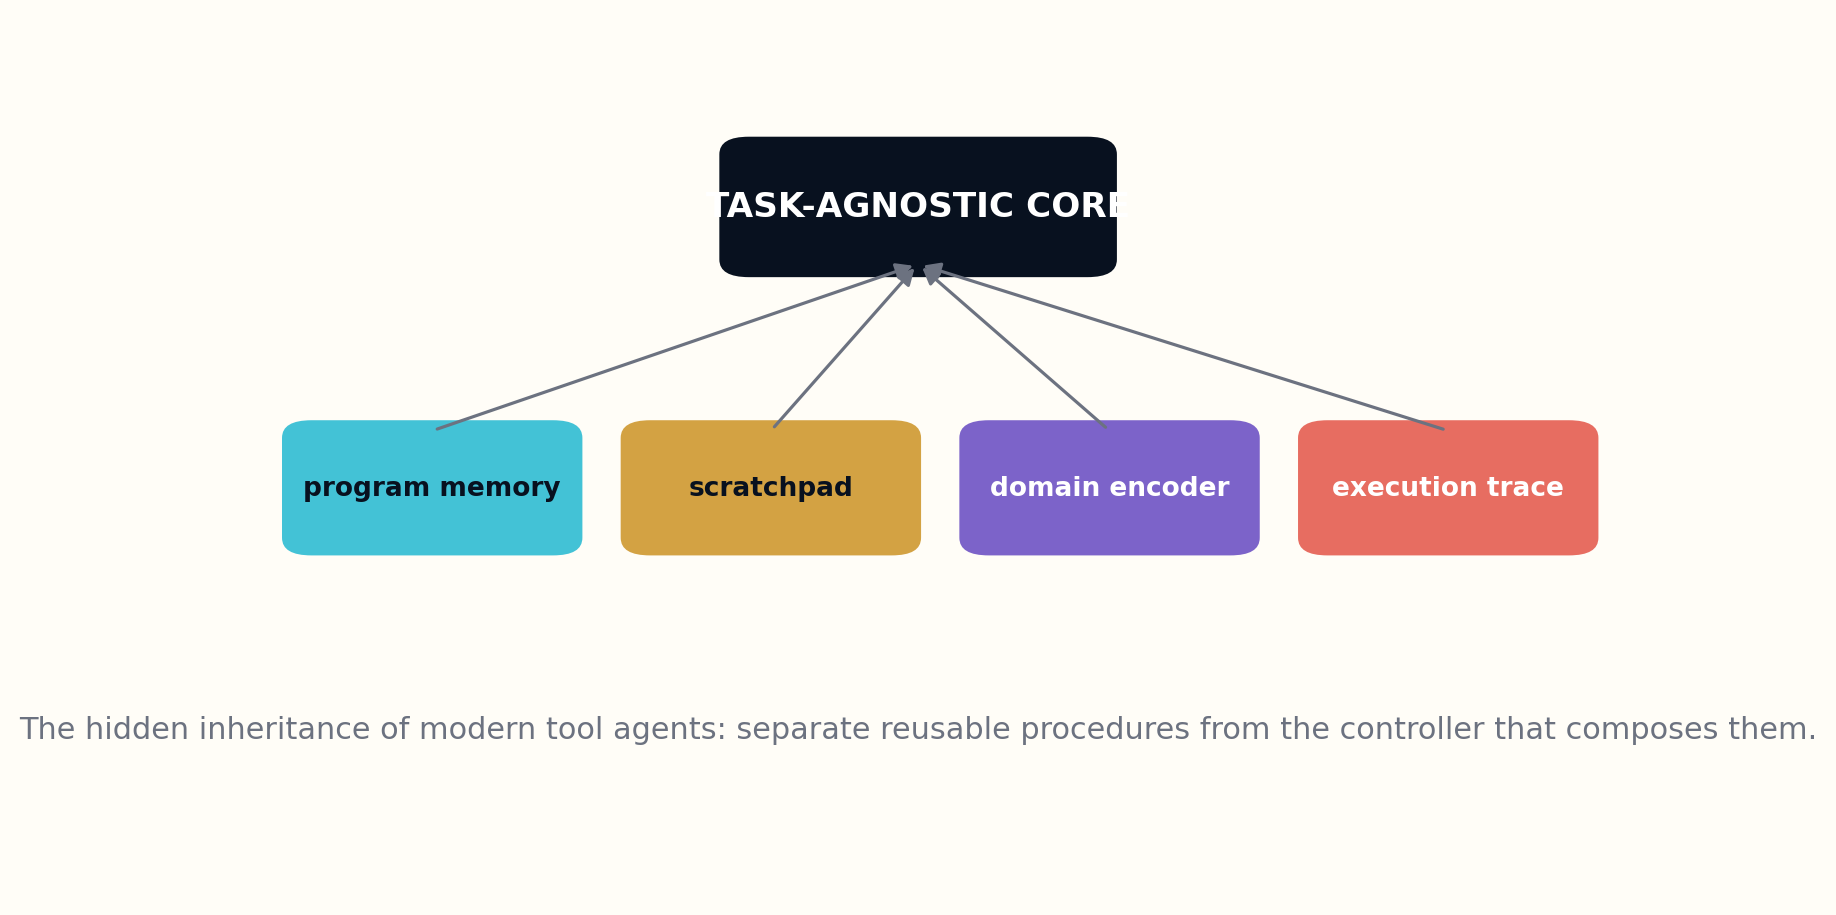 TASK-AGNOSTIC CORE
program memory
scratchpad
domain encoder
execution trace
The hidden inheritance of modern tool agents: separate reusable procedures from the controller that composes them.